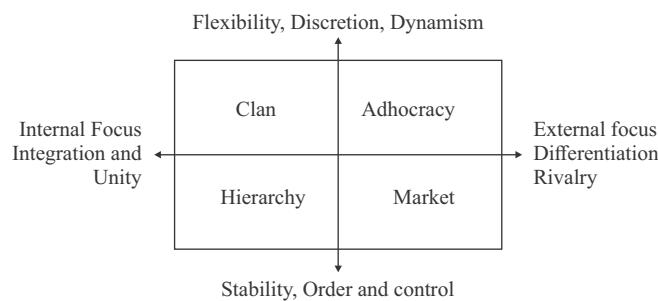 Flexibility, Discretion, Dynamism
Clan
Adhocracy
Internal Focus
Integration and
Unity
External focus
Differentiation
Rivalry
Hierarchy
Market
Stability, Order and control